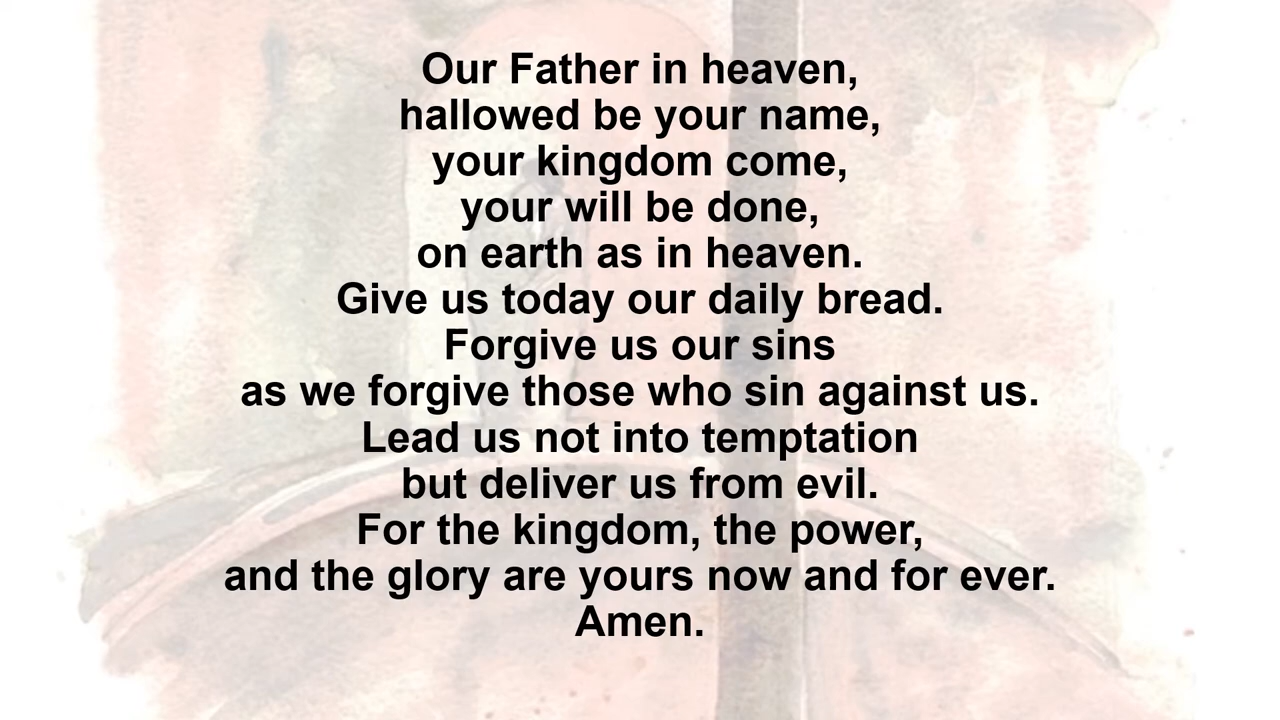 Our Father in heaven,
hallowed be your name,
your kingdom come,
your will be done,
on earth as in heaven.
Give us today our daily bread.
Forgive us our sins
as we forgive those who sin against us.
Lead us not into temptation
but deliver us from evil.
For the kingdom, the power,
and the glory are yours now and for ever.
Amen.